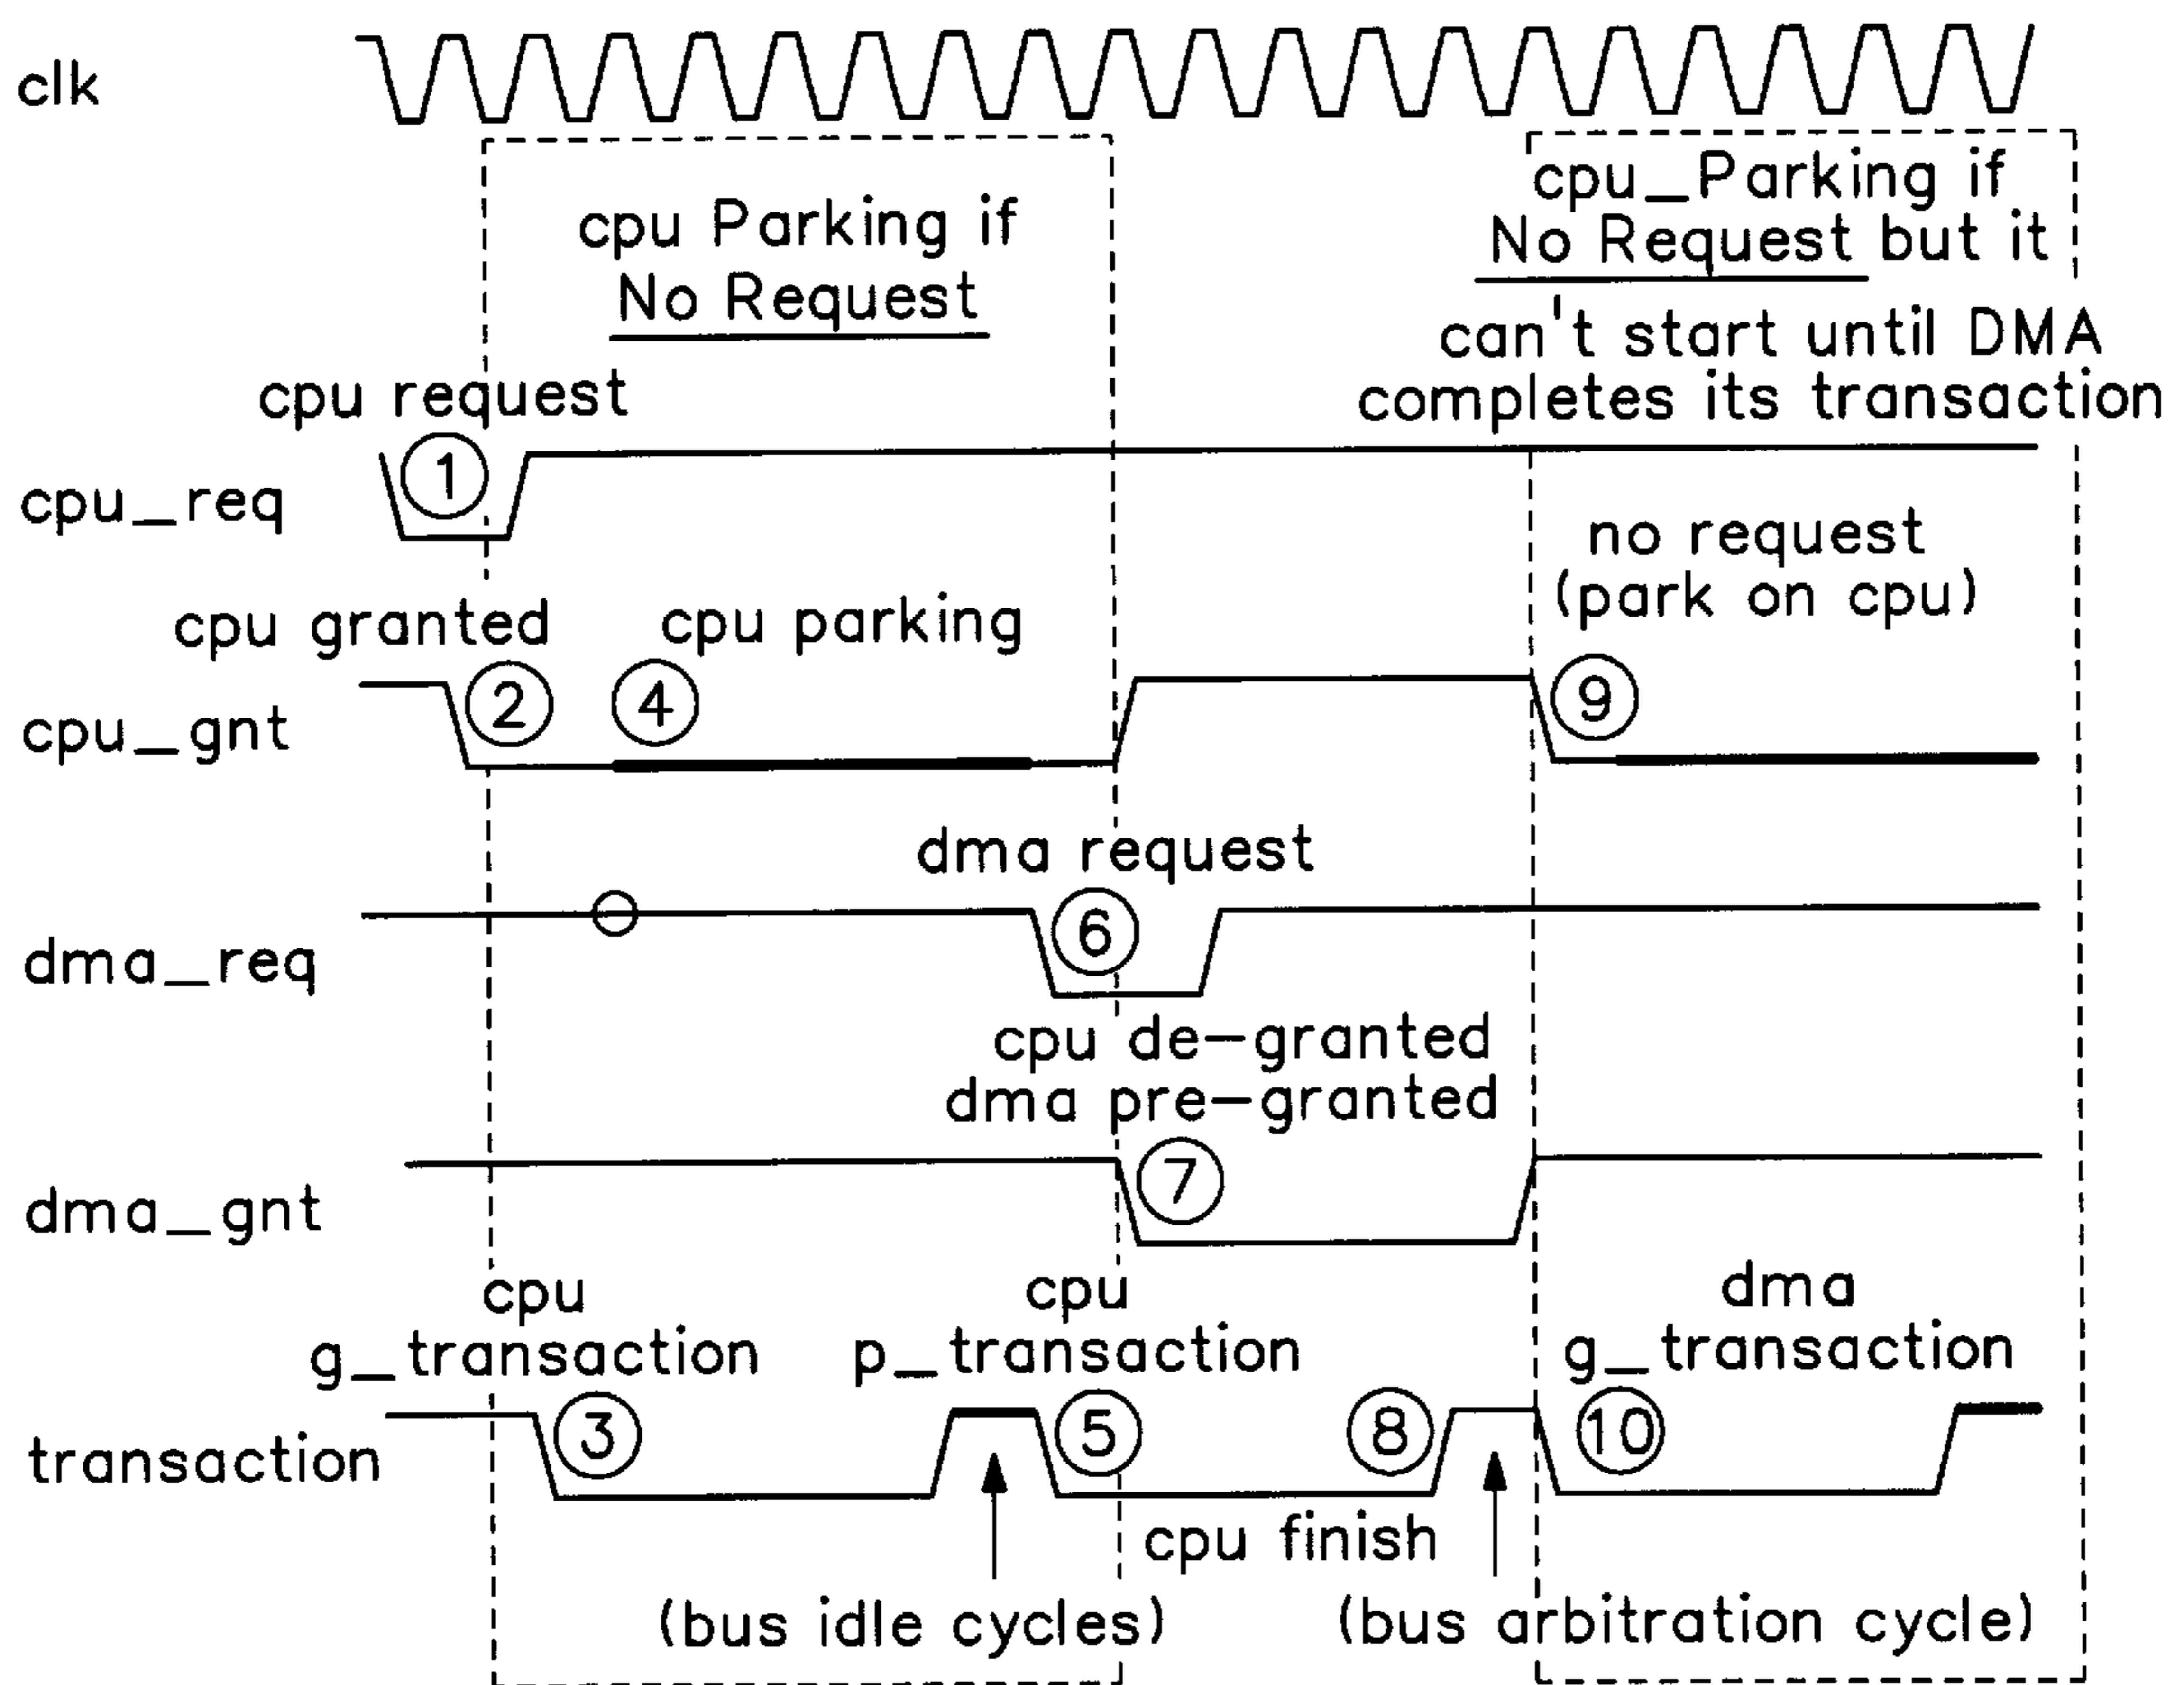 clk
cpu Parking if
No Request
cpu_Parking if
No Request but it
can't start until DMA
completes its transaction
cpu request
1
cpu_req
no request
(park on cpu)
cpu granted
cpu parking
2
4
9
cpu_gnt
dma request
6
dma_req
cpu de-granted
dma pre-granted
7
dma_gnt
cpu
g_transaction
cpu
p_transaction
dma
g_transaction
3
5
8
10
transaction
cpu finish
(bus idle cycles)
(bus arbitration cycle)